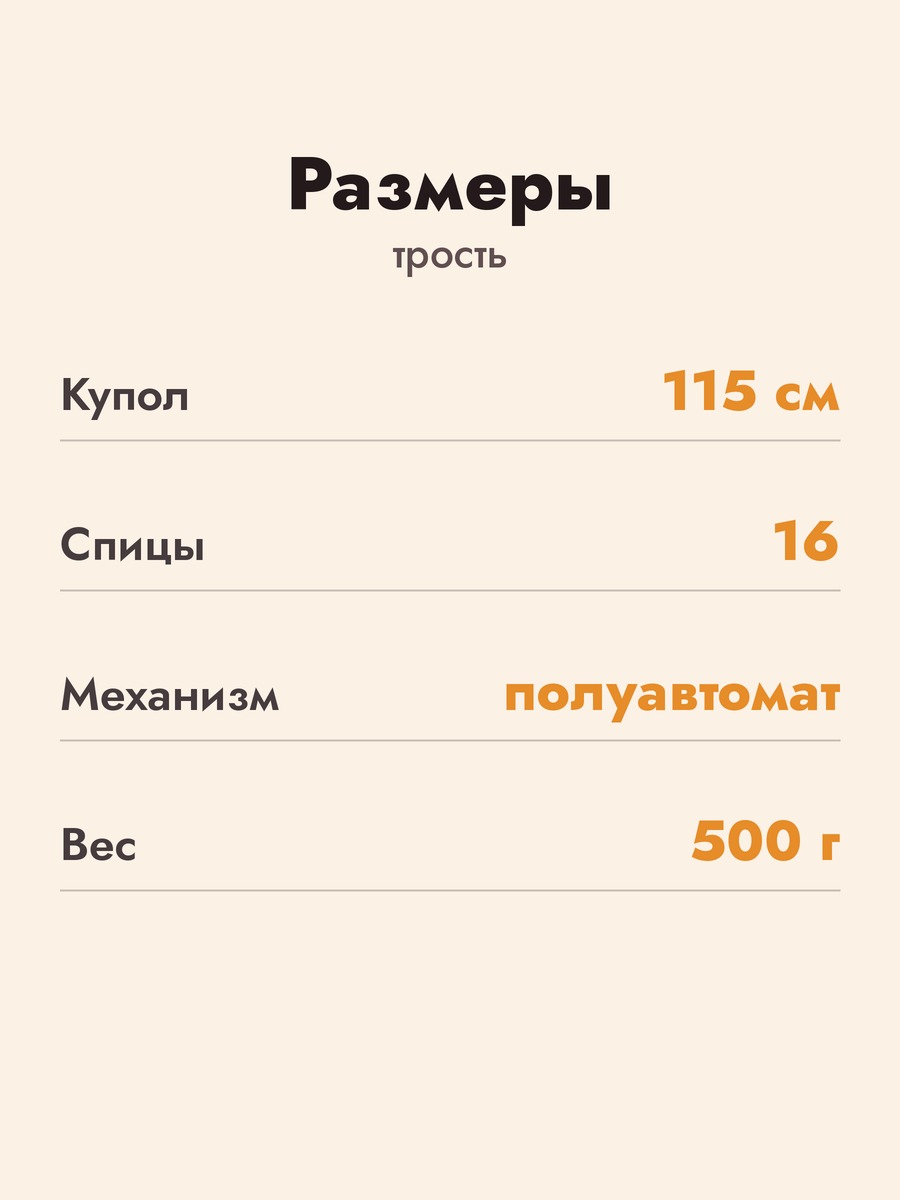 Размеры
трость
Купол 115 см
Спицы 16
Механизм полуавтомат
Вес 500 г